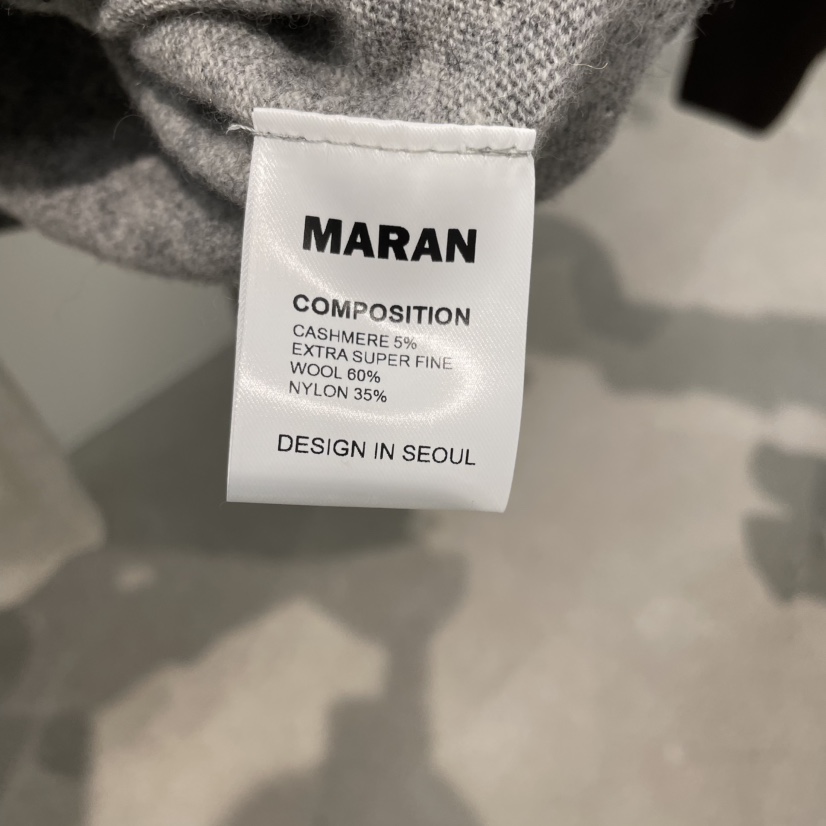 MARAN
COMPOSITION
CASHMERE 5%
EXTRA SUPER FINE
WOOL 60%
NYLON 35%
DESIGN IN SEOUL